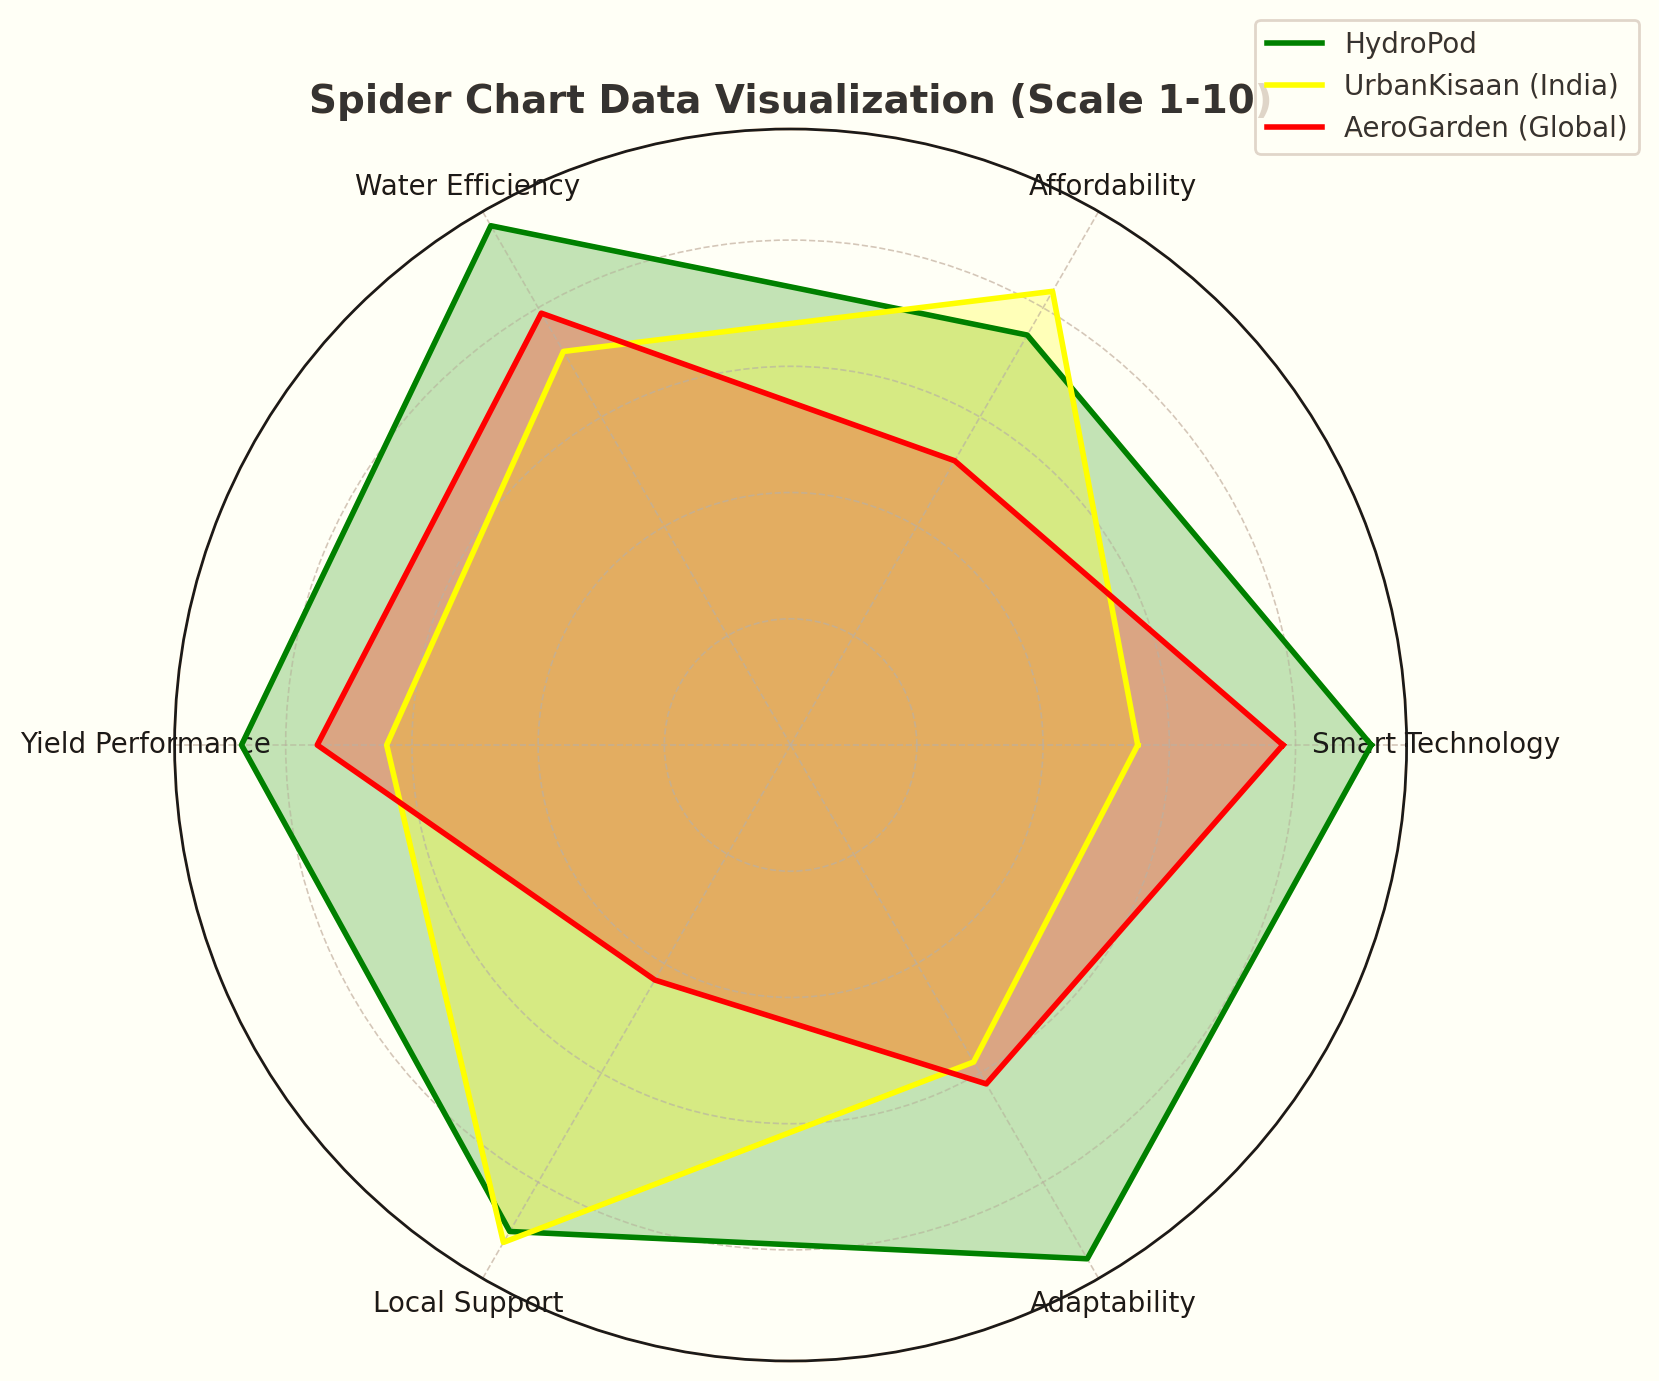 HydroPod
UrbanKisaan (India)
AeroGarden (Global)
Spider Chart Data Visualization (Scale 1-10)
Water Efficiency
Affordability
Yield Performance
Smart Technology
Local Support
Adaptability